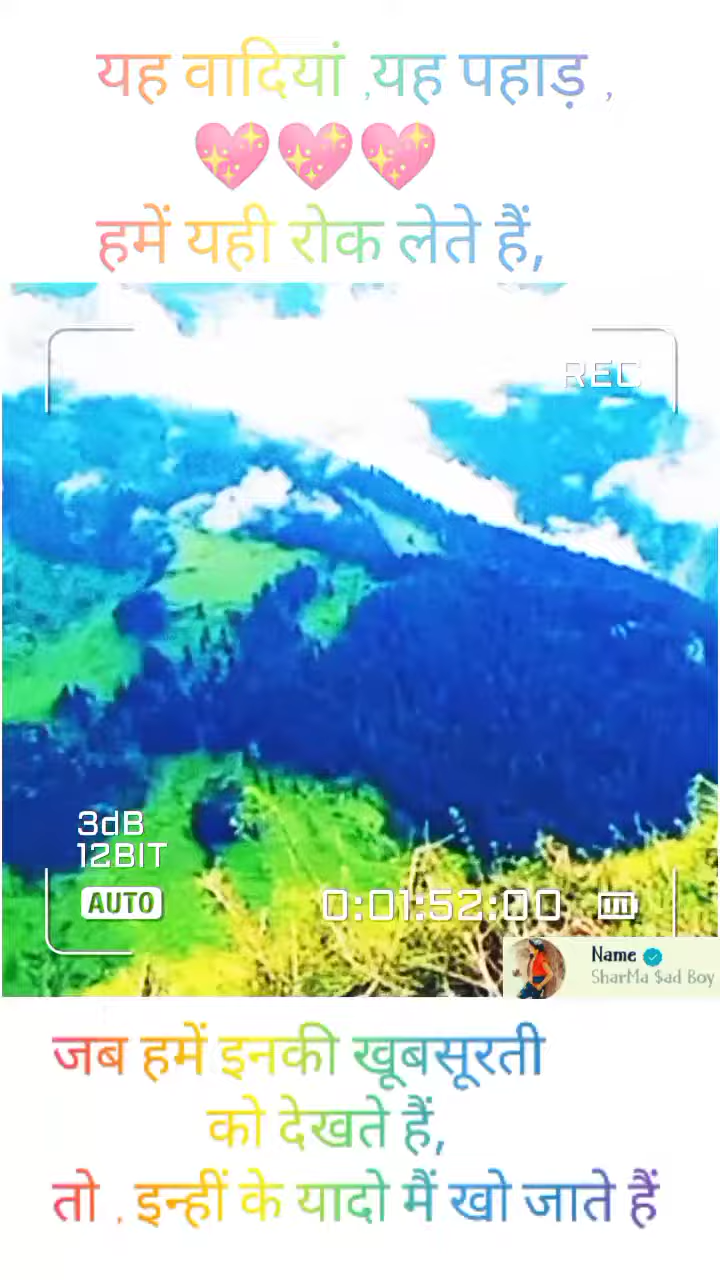 यह वादियां ,यह पहाड़ ,
💖💖💖
हमें यही रोक लेते हैं,
REC
3dB
12BIT
AUTO
0:01:52:00
Name
SharMa $ad Boy
जब हमें इनकी खूबसूरती
को देखते हैं,
तो , इन्हीं के यादो मैं खो जाते हैं